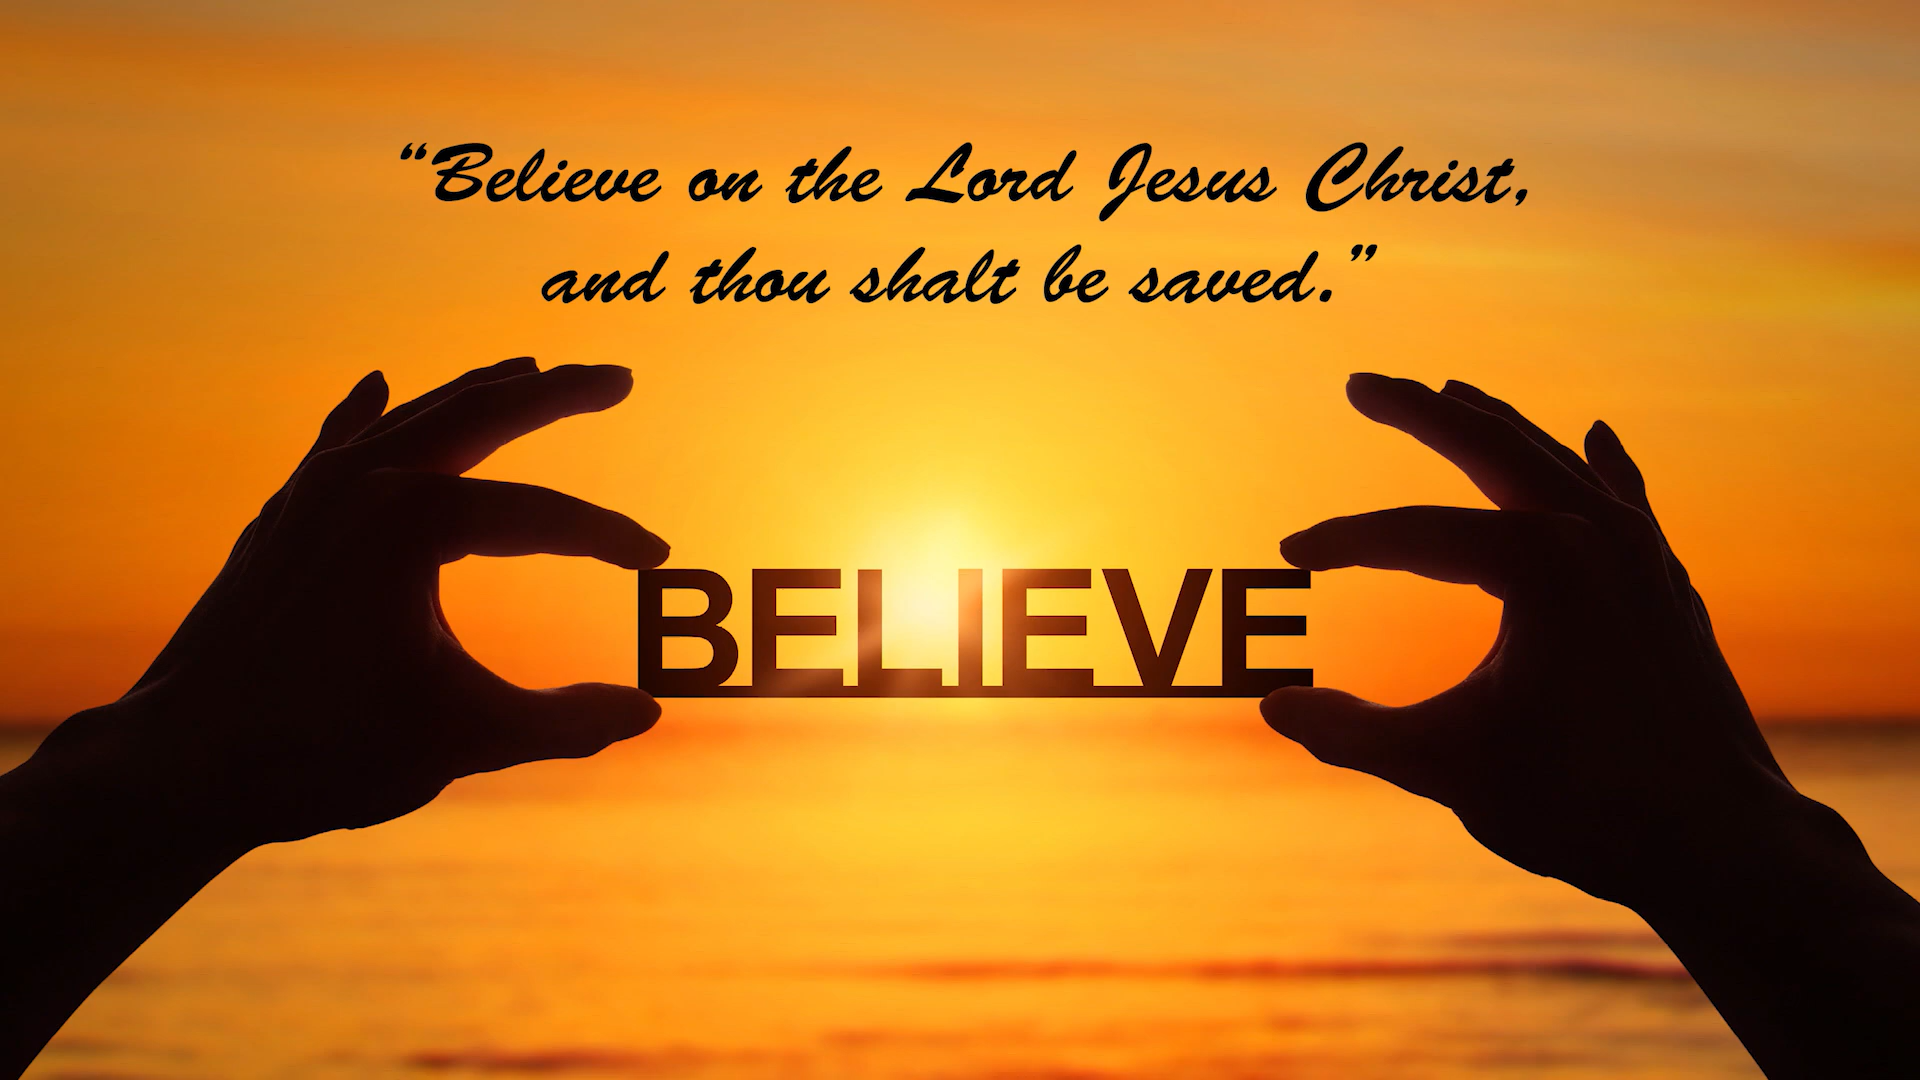 “Believe on the Lord Jesus Christ,
and thou shalt be saved.”
BELIEVE